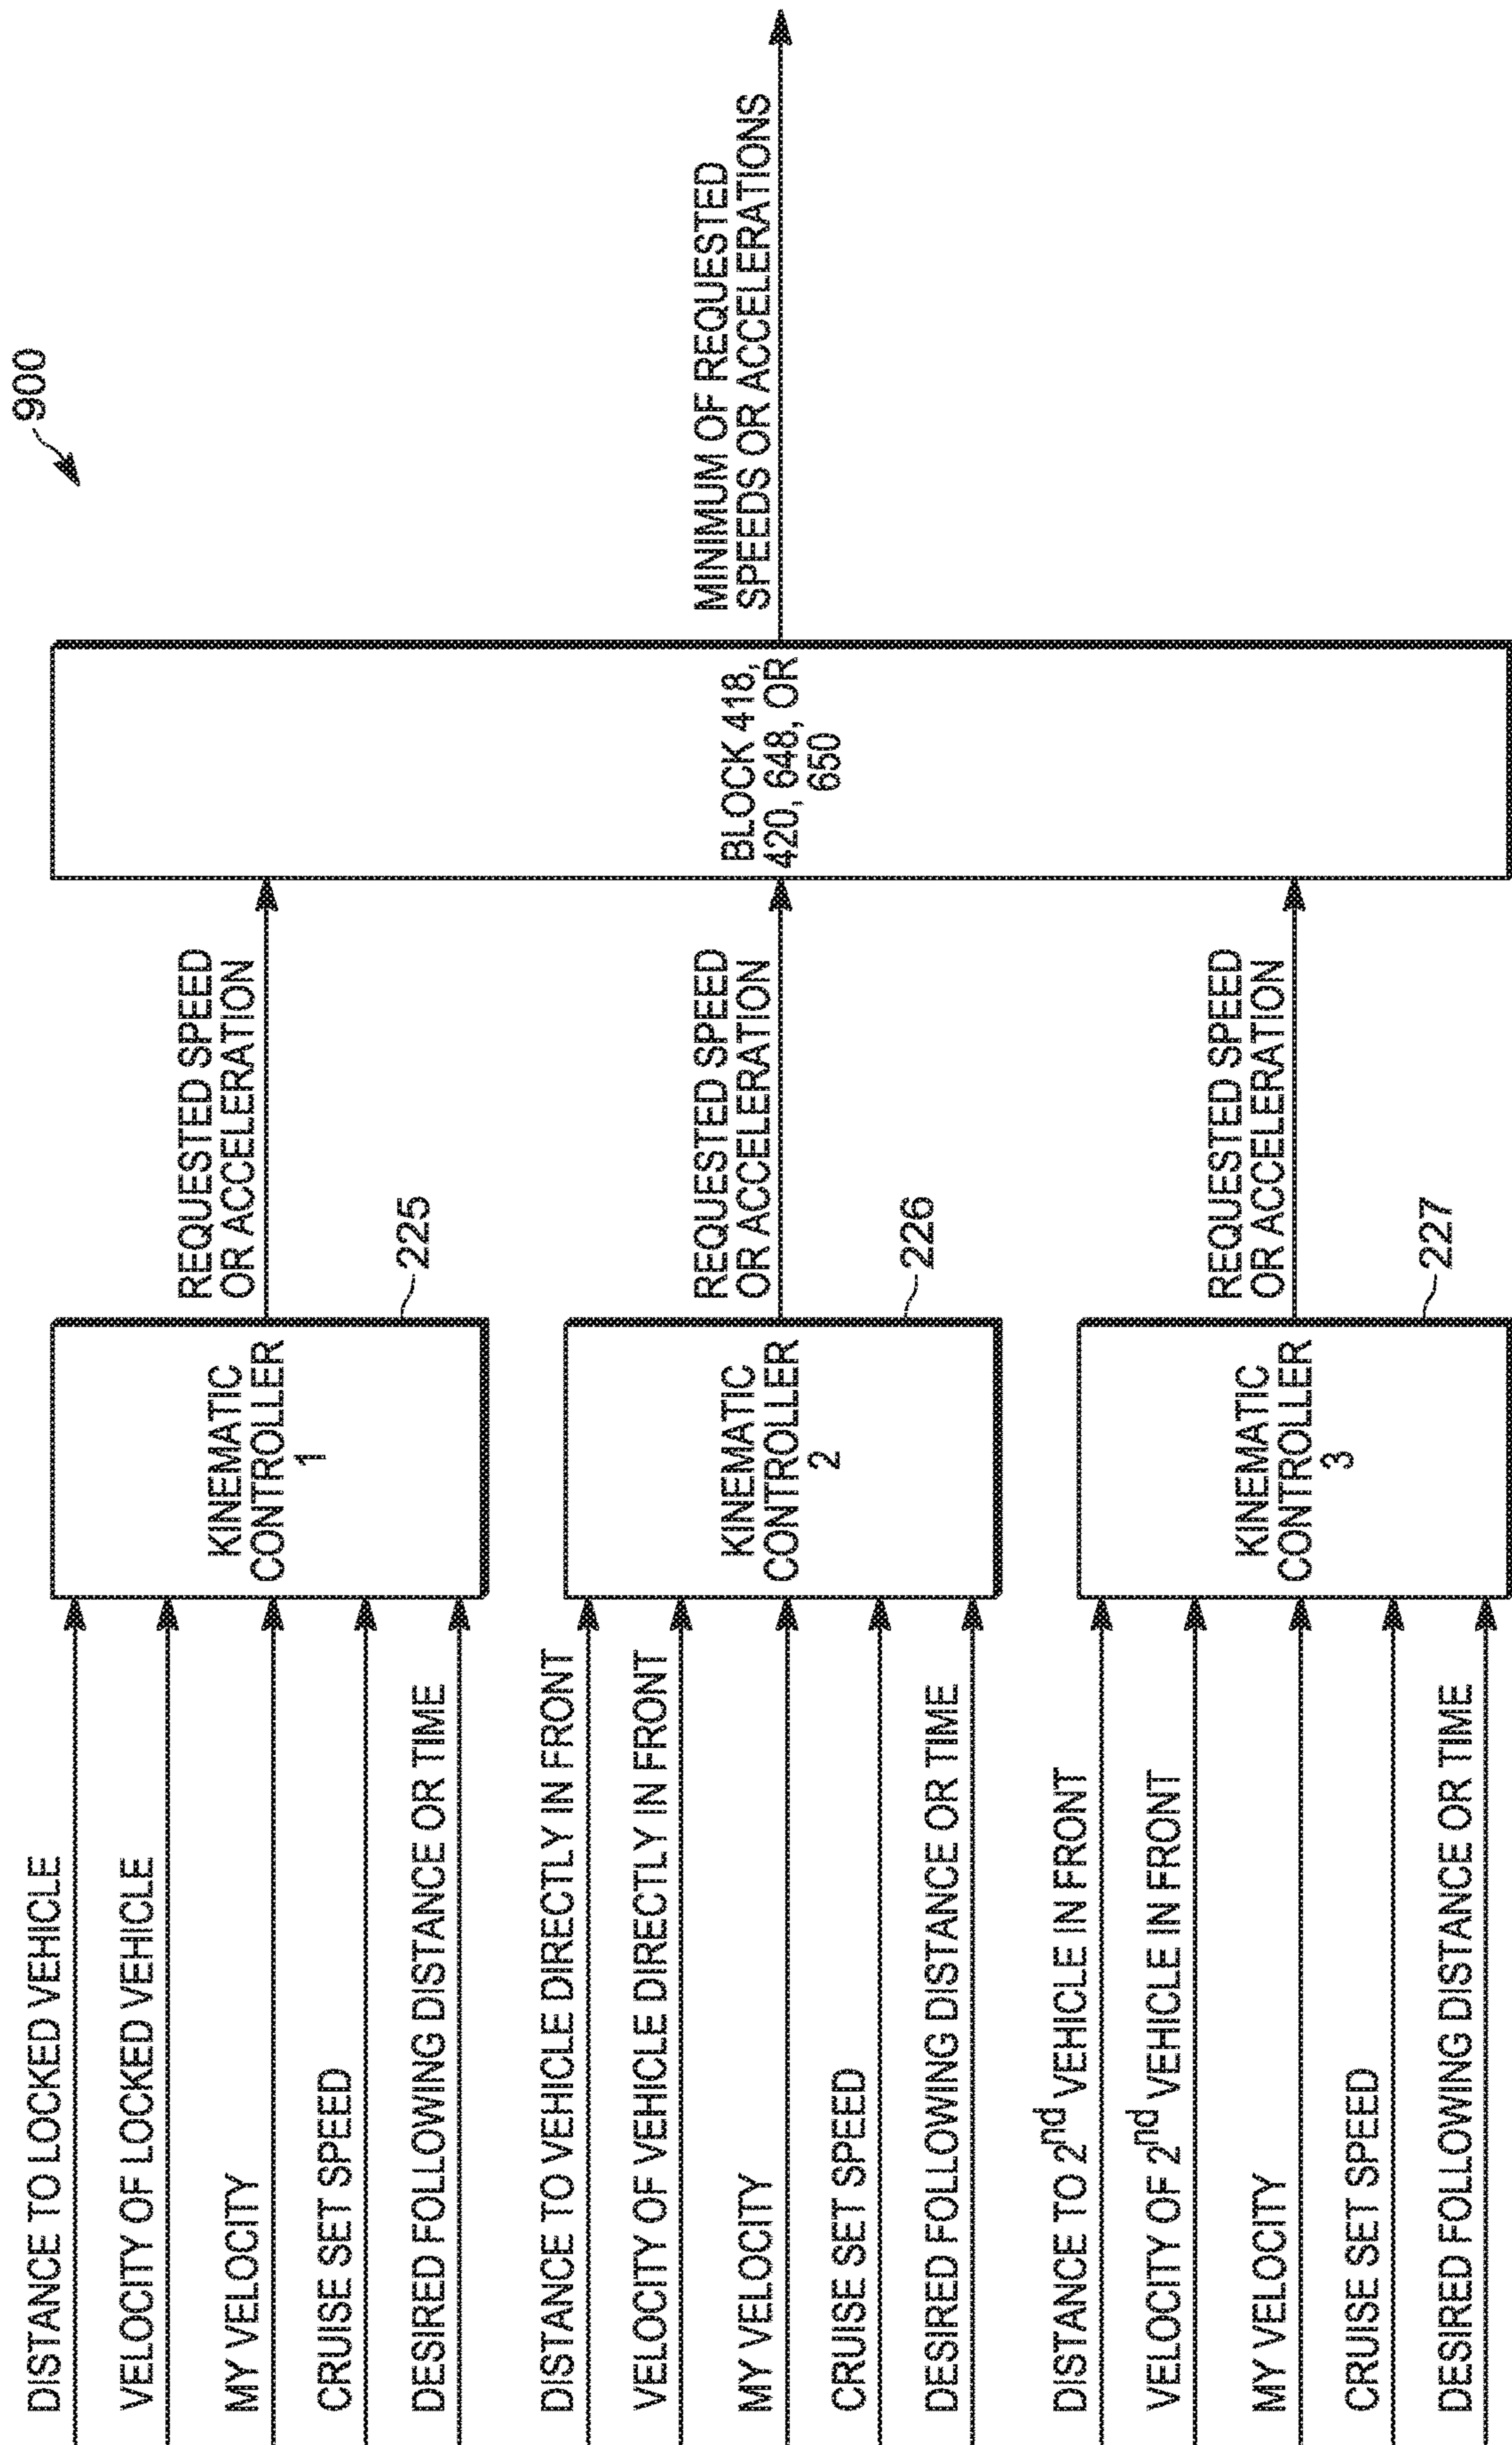 900
DISTANCE TO LOCKED VEHICLE
VELOCITY OF LOCKED VEHICLE
MY VELOCITY
CRUISE SET SPEED
DESIRED FOLLOWING DISTANCE OR TIME
KINEMATIC
CONTROLLER
1
225
REQUESTED SPEED
OR ACCELERATION
DISTANCE TO VEHICLE DIRECTLY IN FRONT
VELOCITY OF VEHICLE DIRECTLY IN FRONT
MY VELOCITY
CRUISE SET SPEED
DESIRED FOLLOWING DISTANCE OR TIME
KINEMATIC
CONTROLLER
2
226
REQUESTED SPEED
OR ACCELERATION
DISTANCE TO 2nd VEHICLE IN FRONT
VELOCITY OF 2nd VEHICLE IN FRONT
MY VELOCITY
CRUISE SET SPEED
DESIRED FOLLOWING DISTANCE OR TIME
KINEMATIC
CONTROLLER
3
227
REQUESTED SPEED
OR ACCELERATION
BLOCK 418,
420, 648, OR
650
MINIMUM OF REQUESTED
SPEEDS OR ACCELERATIONS